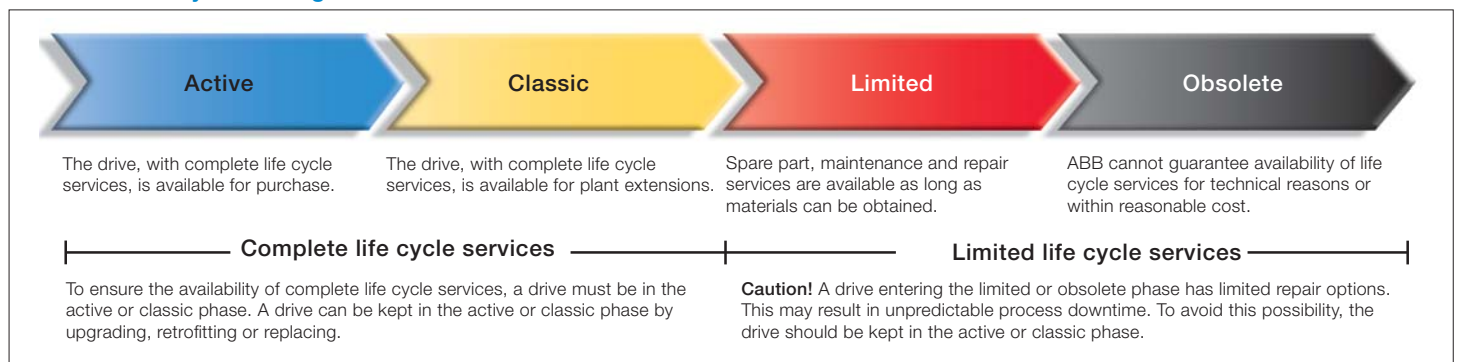 Active
Classic
Limited
Obsolete
The drive, with complete life cycle
services, is available for purchase.
The drive, with complete life cycle
services, is available for plant extensions.
Spare part, maintenance and repair
services are available as long as
materials can be obtained.
ABB cannot guarantee availability of life
cycle services for technical reasons or
within reasonable cost.
Complete life cycle services
Limited life cycle services
To ensure the availability of complete life cycle services, a drive must be in the
active or classic phase. A drive can be kept in the active or classic phase by
upgrading, retrofitting or replacing.
Caution! A drive entering the limited or obsolete phase has limited repair options.
This may result in unpredictable process downtime. To avoid this possibility, the
drive should be kept in the active or classic phase.